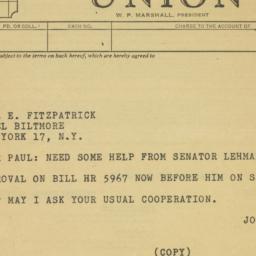 UNION
W. P. MARSHALL, PRESIDENT
PD. OR COLL.
CASH NO.
CHARGE TO THE ACCOUNT OF
subject to the terms on back hereof, which are hereby agreed to
E. FITZPATRICK
EL BILTMORE
YORK 17, N.Y.
PAUL: NEED SOME HELP FROM SENATOR LEHMA
ROVAL ON BILL HR 5967 NOW BEFORE HIM ON S
MAY I ASK YOUR USUAL COOPERATION.
JO
(COPY)